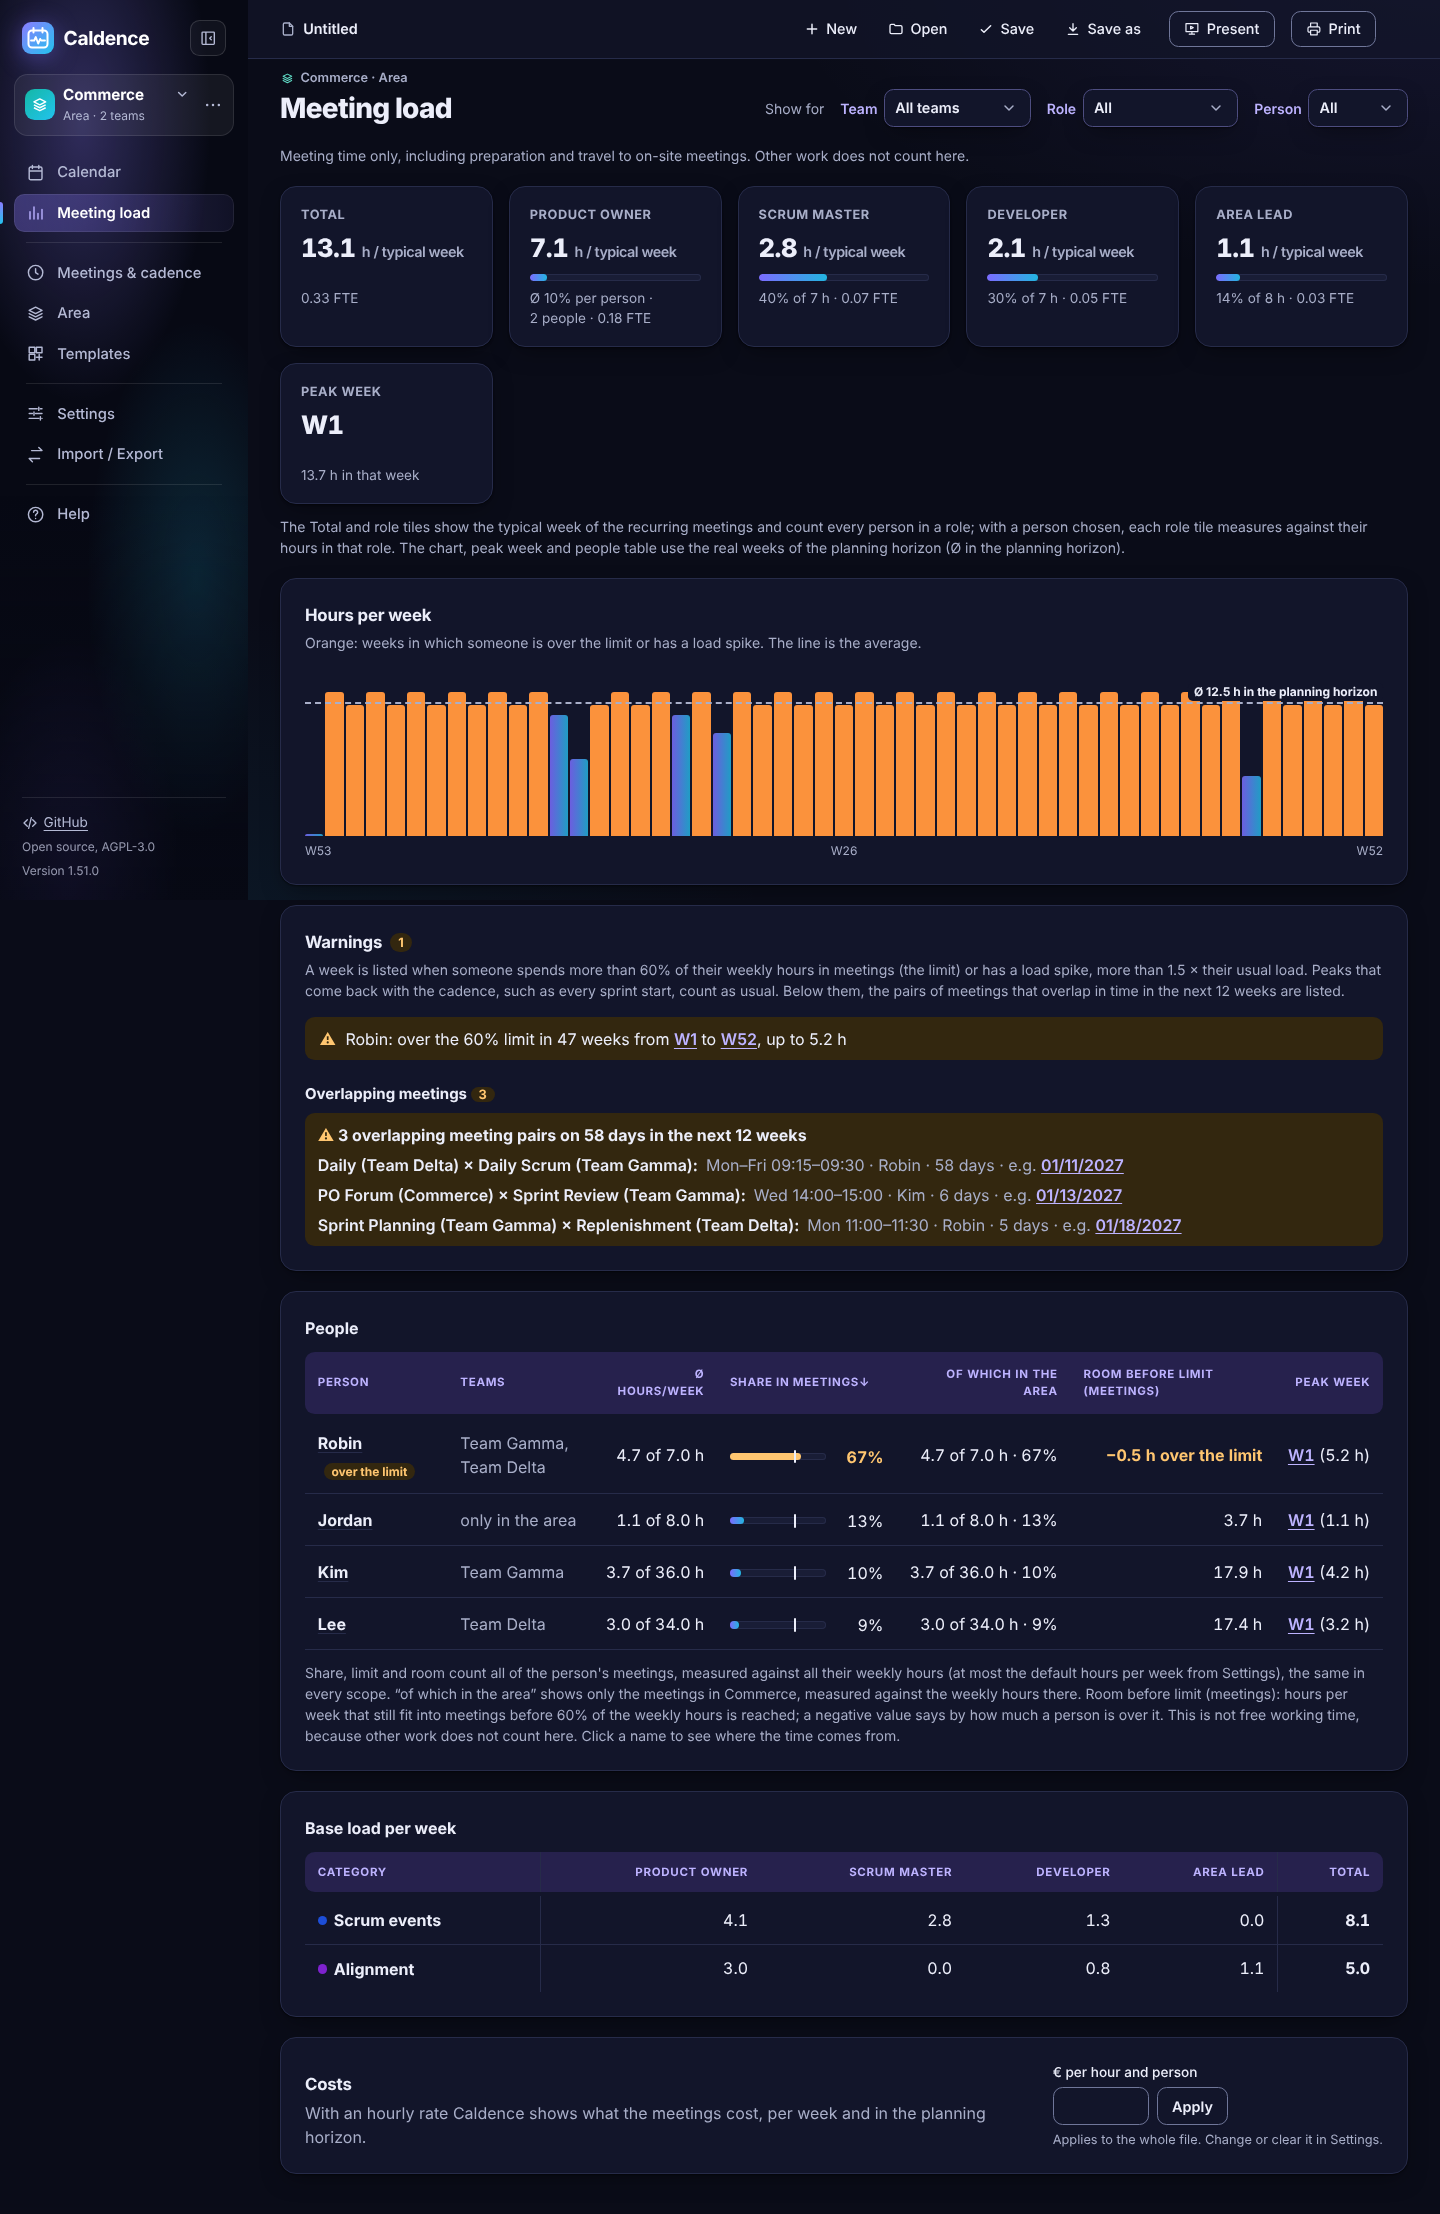 Caldence
Commerce
Area · 2 teams
Calendar
Meeting load
Meetings & cadence
Area
Templates
Settings
Import / Export
Help
GitHub
Open source, AGPL-3.0
Version 1.51.0
Untitled
New
Open
Save
Save as
Present
Print
Commerce · Area
Meeting load
Show for
Team
All teams
Role
All
Person
All
Meeting time only, including preparation and travel to on-site meetings. Other work does not count here.
TOTAL
13.1 h / typical week
0.33 FTE
PRODUCT OWNER
7.1 h / typical week
Ø 10% per person ·
2 people · 0.18 FTE
SCRUM MASTER
2.8 h / typical week
40% of 7 h · 0.07 FTE
DEVELOPER
2.1 h / typical week
30% of 7 h · 0.05 FTE
AREA LEAD
1.1 h / typical week
14% of 8 h · 0.03 FTE
PEAK WEEK
W1
13.7 h in that week
The Total and role tiles show the typical week of the recurring meetings and count every person in a role; with a person chosen, each role tile measures against their
hours in that role. The chart, peak week and people table use the real weeks of the planning horizon (Ø in the planning horizon).
Hours per week
Orange: weeks in which someone is over the limit or has a load spike. The line is the average.
Ø 12.5 h in the planning horizon
W53
W26
W52
Warnings 1
A week is listed when someone spends more than 60% of their weekly hours in meetings (the limit) or has a load spike, more than 1.5 × their usual load. Peaks that
come back with the cadence, such as every sprint start, count as usual. Below them, the pairs of meetings that overlap in time in the next 12 weeks are listed.
Robin: over the 60% limit in 47 weeks from W1 to W52, up to 5.2 h
Overlapping meetings 3
3 overlapping meeting pairs on 58 days in the next 12 weeks
Daily (Team Delta) × Daily Scrum (Team Gamma): Mon–Fri 09:15–09:30 · Robin · 58 days · e.g. 01/11/2027
PO Forum (Commerce) × Sprint Review (Team Gamma): Wed 14:00–15:00 · Kim · 6 days · e.g. 01/13/2027
Sprint Planning (Team Gamma) × Replenishment (Team Delta): Mon 11:00–11:30 · Robin · 5 days · e.g. 01/18/2027
People
PERSON
TEAMS
Ø
HOURS/WEEK
SHARE IN MEETINGS↓
OF WHICH IN THE
AREA
ROOM BEFORE LIMIT
(MEETINGS)
PEAK WEEK
Robin
over the limit
Team Gamma,
Team Delta
4.7 of 7.0 h
67%
4.7 of 7.0 h · 67%
−0.5 h over the limit
W1 (5.2 h)
Jordan
only in the area
1.1 of 8.0 h
13%
1.1 of 8.0 h · 13%
3.7 h
W1 (1.1 h)
Kim
Team Gamma
3.7 of 36.0 h
10%
3.7 of 36.0 h · 10%
17.9 h
W1 (4.2 h)
Lee
Team Delta
3.0 of 34.0 h
9%
3.0 of 34.0 h · 9%
17.4 h
W1 (3.2 h)
Share, limit and room count all of the person's meetings, measured against all their weekly hours (at most the default hours per week from Settings), the same in
every scope. “of which in the area” shows only the meetings in Commerce, measured against the weekly hours there. Room before limit (meetings): hours per
week that still fit into meetings before 60% of the weekly hours is reached; a negative value says by how much a person is over it. This is not free working time,
because other work does not count here. Click a name to see where the time comes from.
Base load per week
CATEGORY
PRODUCT OWNER
SCRUM MASTER
DEVELOPER
AREA LEAD
TOTAL
Scrum events
4.1
2.8
1.3
0.0
8.1
Alignment
3.0
0.0
0.8
1.1
5.0
Costs
With an hourly rate Caldence shows what the meetings cost, per week and in the planning
horizon.
€ per hour and person
Apply
Applies to the whole file. Change or clear it in Settings.